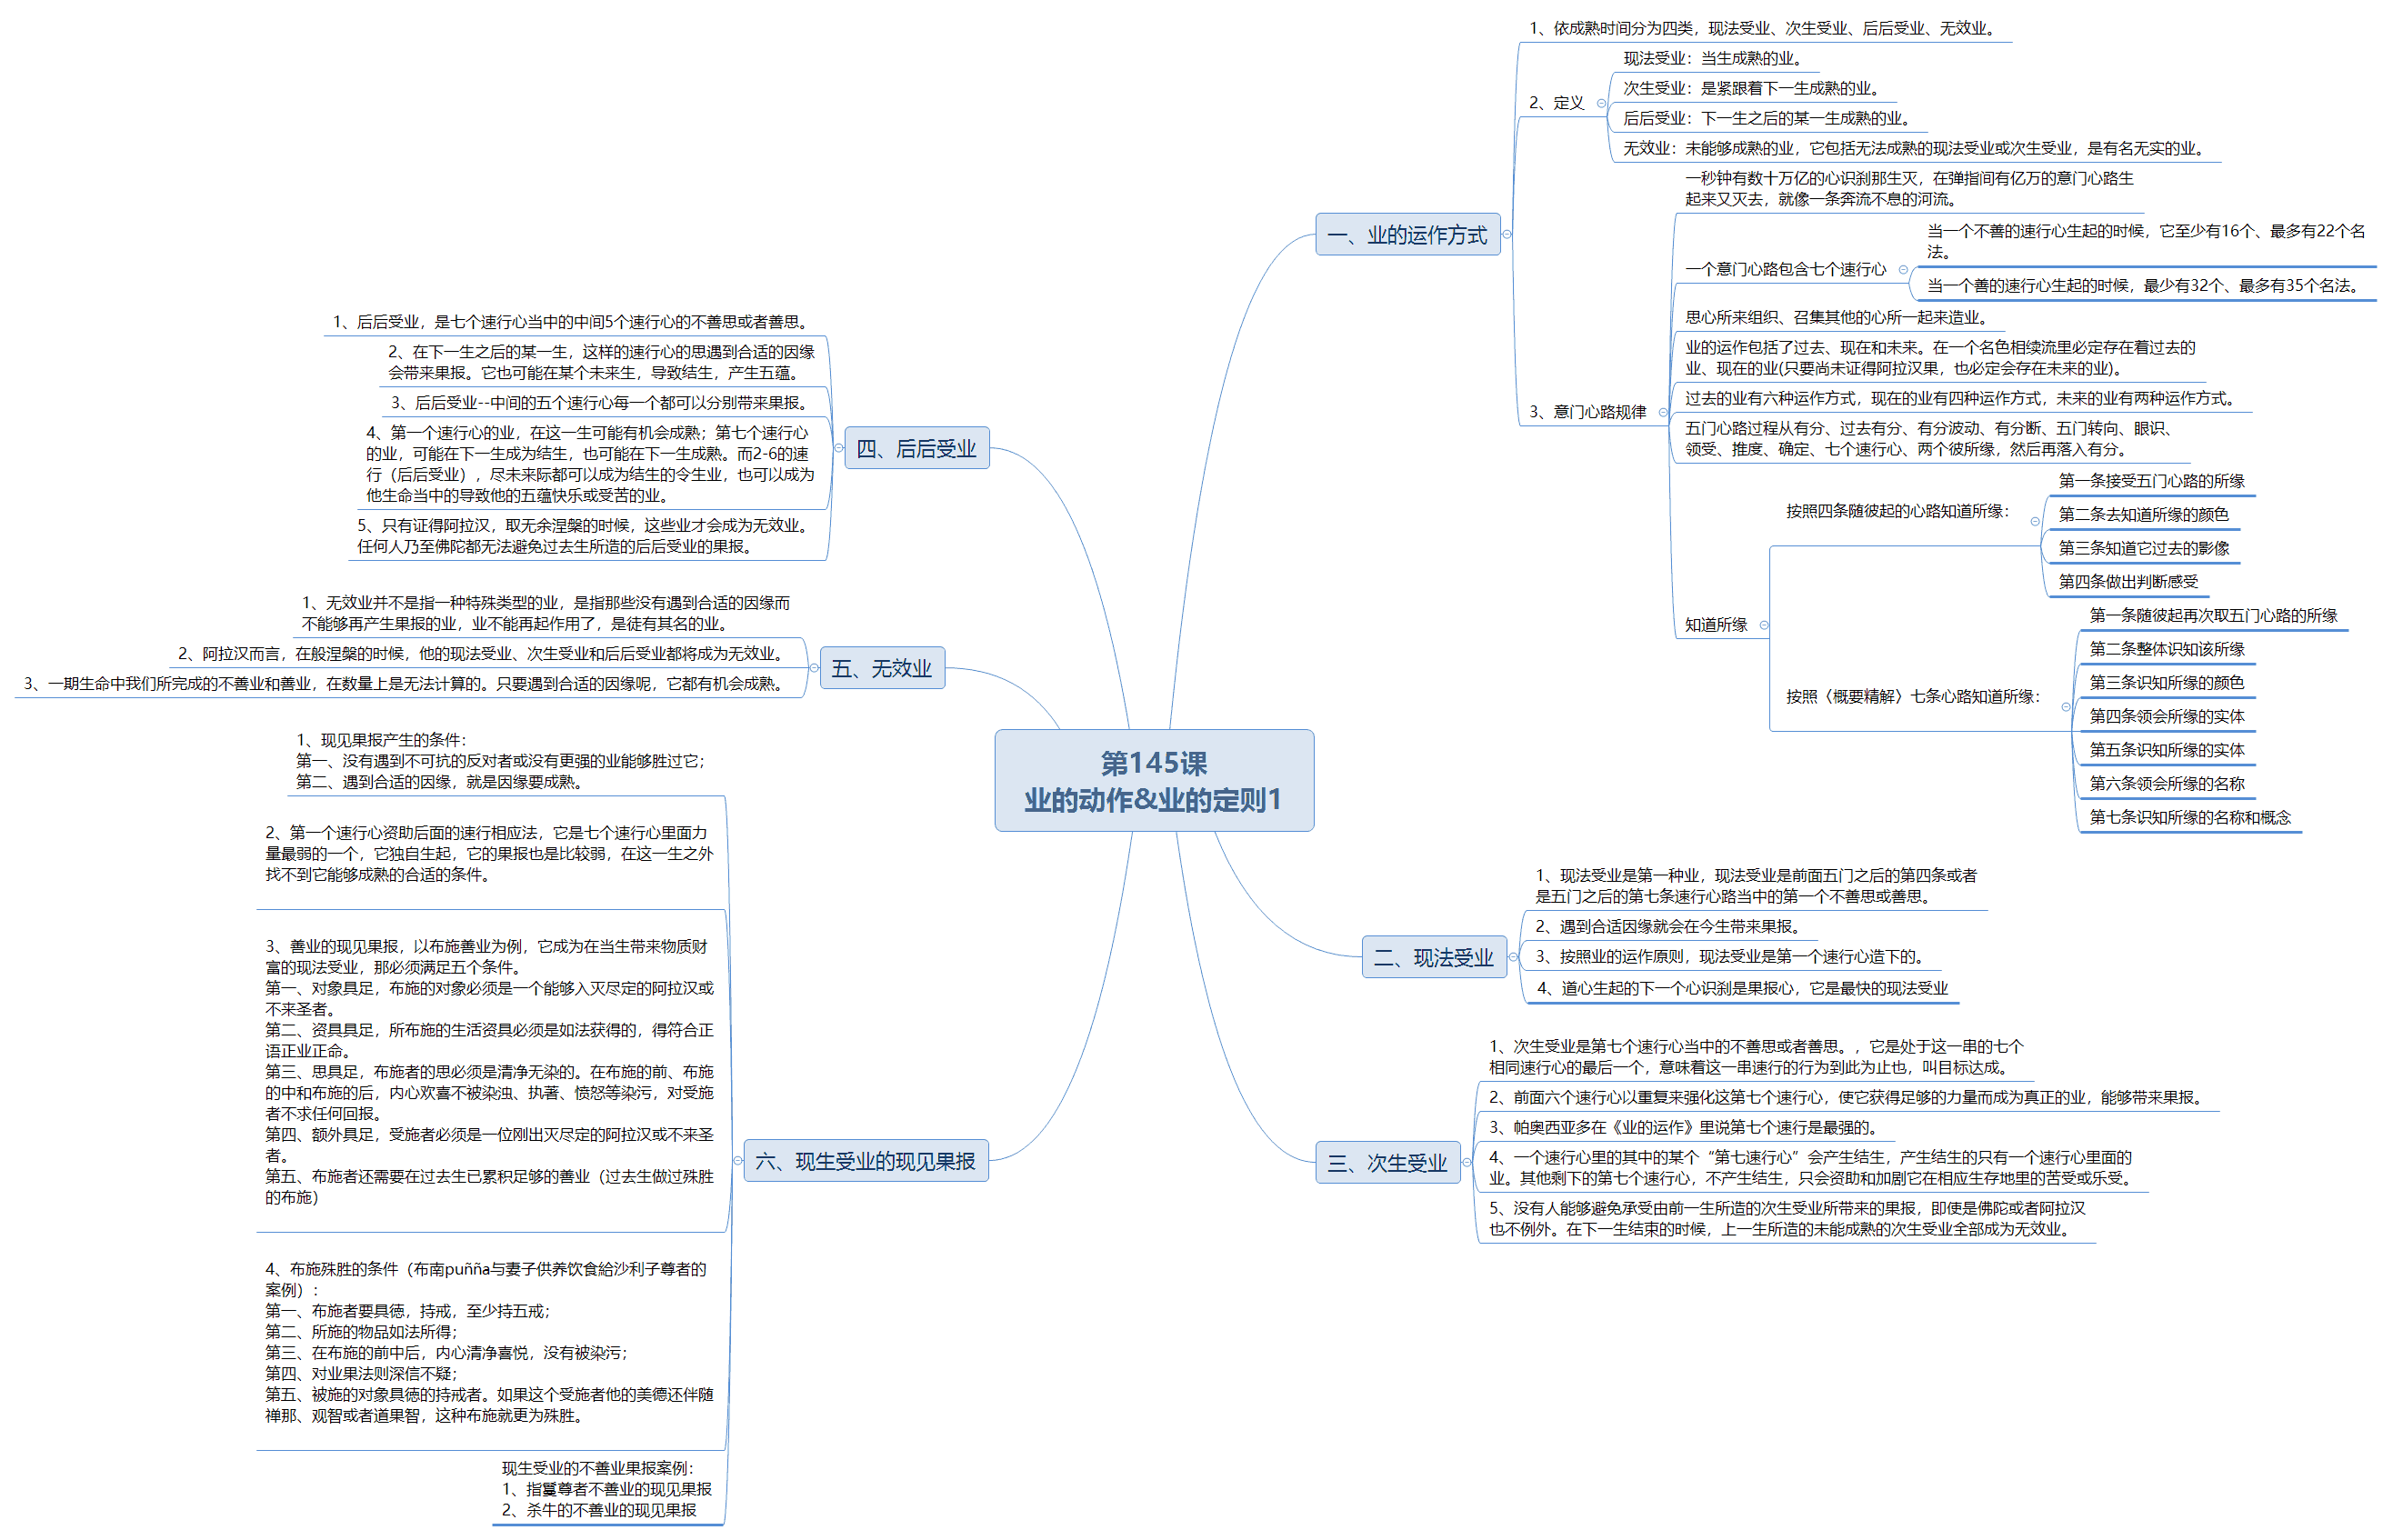 第145课
业的动作&业的定则1
一、业的运作方式
1、依成熟时间分为四类，现法受业、次生受业、后后受业、无效业。
2、定义
现法受业：当生成熟的业。
次生受业：是紧跟着下一生成熟的业。
后后受业：下一生之后的某一生成熟的业。
无效业：未能够成熟的业，它包括无法成熟的现法受业或次生受业，是有名无实的业。
3、意门心路规律
一秒钟有数十万亿的心识刹那生灭，在弹指间有亿万的意门心路生
起来又灭去，就像一条奔流不息的河流。
一个意门心路包含七个速行心
当一个不善的速行心生起的时候，它至少有16个、最多有22个名
法。
当一个善的速行心生起的时候，最少有32个、最多有35个名法。
思心所来组织、召集其他的心所一起来造业。
业的运作包括了过去、现在和未来。在一个名色相续流里必定存在着过去的
业、现在的业(只要尚未证得阿拉汉果，也必定会存在未来的业)。
过去的业有六种运作方式，现在的业有四种运作方式，未来的业有两种运作方式。
五门心路过程从有分、过去有分、有分波动、有分断、五门转向、眼识、
领受、推度、确定、七个速行心、两个彼所缘，然后再落入有分。
知道所缘
按照四条随彼起的心路知道所缘：
第一条接受五门心路的所缘
第二条去知道所缘的颜色
第三条知道它过去的影像
第四条做出判断感受
按照〈概要精解〉七条心路知道所缘：
第一条随彼起再次取五门心路的所缘
第二条整体识知该所缘
第三条识知所缘的颜色
第四条领会所缘的实体
第五条识知所缘的实体
第六条领会所缘的名称
第七条识知所缘的名称和概念
二、现法受业
1、现法受业是第一种业，现法受业是前面五门之后的第四条或者
是五门之后的第七条速行心路当中的第一个不善思或善思。
2、遇到合适因缘就会在今生带来果报。
3、按照业的运作原则，现法受业是第一个速行心造下的。
4、道心生起的下一个心识刹是果报心，它是最快的现法受业
三、次生受业
1、次生受业是第七个速行心当中的不善思或者善思。，它是处于这一串的七个
相同速行心的最后一个，意味着这一串速行的行为到此为止也，叫目标达成。
2、前面六个速行心以重复来强化这第七个速行心，使它获得足够的力量而成为真正的业，能够带来果报。
3、帕奥西亚多在《业的运作》里说第七个速行是最强的。
4、一个速行心里的其中的某个“第七速行心”会产生结生，产生结生的只有一个速行心里面的
业。其他剩下的第七个速行心，不产生结生，只会资助和加剧它在相应生存地里的苦受或乐受。
5、没有人能够避免承受由前一生所造的次生受业所带来的果报，即使是佛陀或者阿拉汉
也不例外。在下一生结束的时候，上一生所造的未能成熟的次生受业全部成为无效业。
四、后后受业
1、后后受业，是七个速行心当中的中间5个速行心的不善思或者善思。
2、在下一生之后的某一生，这样的速行心的思遇到合适的因缘
会带来果报。它也可能在某个未来生，导致结生，产生五蕴。
3、后后受业--中间的五个速行心每一个都可以分别带来果报。
4、第一个速行心的业，在这一生可能有机会成熟；第七个速行心
的业，可能在下一生成为结生，也可能在下一生成熟。而2-6的速
行（后后受业），尽未来际都可以成为结生的令生业，也可以成为
他生命当中的导致他的五蕴快乐或受苦的业。
5、只有证得阿拉汉，取无余涅槃的时候，这些业才会成为无效业。
任何人乃至佛陀都无法避免过去生所造的后后受业的果报。
五、无效业
1、无效业并不是指一种特殊类型的业，是指那些没有遇到合适的因缘而
不能够再产生果报的业，业不能再起作用了，是徒有其名的业。
2、阿拉汉而言，在般涅槃的时候，他的现法受业、次生受业和后后受业都将成为无效业。
3、一期生命中我们所完成的不善业和善业，在数量上是无法计算的。只要遇到合适的因缘呢，它都有机会成熟。
六、现生受业的现见果报
1、现见果报产生的条件：
第一、没有遇到不可抗的反对者或没有更强的业能够胜过它；
第二、遇到合适的因缘，就是因缘要成熟。
2、第一个速行心资助后面的速行相应法，它是七个速行心里面力
量最弱的一个，它独自生起，它的果报也是比较弱，在这一生之外
找不到它能够成熟的合适的条件。
3、善业的现见果报，以布施善业为例，它成为在当生带来物质财
富的现法受业，那必须满足五个条件。
第一、对象具足，布施的对象必须是一个能够入灭尽定的阿拉汉或
不来圣者。
第二、资具具足，所布施的生活资具必须是如法获得的，得符合正
语正业正命。
第三、思具足，布施者的思必须是清净无染的。在布施的前、布施
的中和布施的后，内心欢喜不被染浊、执著、愤怒等染污，对受施
者不求任何回报。
第四、额外具足，受施者必须是一位刚出灭尽定的阿拉汉或不来圣
者。
第五、布施者还需要在过去生已累积足够的善业（过去生做过殊胜
的布施）
4、布施殊胜的条件（布南puñña与妻子供养饮食給沙利子尊者的
案例）：
第一、布施者要具徳，持戒，至少持五戒；
第二、所施的物品如法所得；
第三、在布施的前中后，内心清净喜悦，没有被染污；
第四、对业果法则深信不疑；
第五、被施的对象具徳的持戒者。如果这个受施者他的美德还伴随
禅那、观智或者道果智，这种布施就更为殊胜。
现生受业的不善业果报案例：
1、指鬘尊者不善业的现见果报
2、杀牛的不善业的现见果报